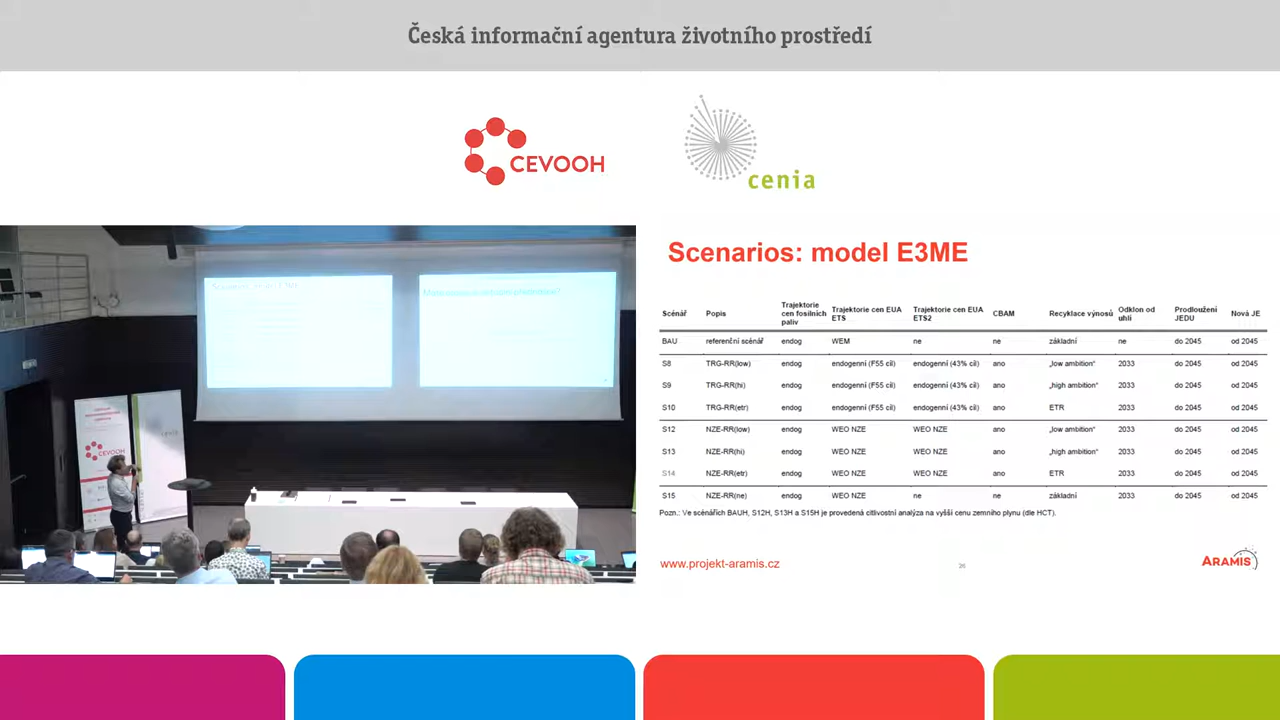 Česká informační agentura životního prostředí
CEVOOH
cenia
Scenarios: model E3ME
Scénář Popis Trajektorie cen fosilních paliv Trajektorie cen EUA ETS Trajektorie cen EUA ETS2 CBAM Recyklace výnosů Odklon od uhlí Prodloužení JEDU Nová JE
BAU referenční scénář endog WEM ne ne základní ne do 2045 od 2045
S8 TRG-RR(low) endog endogenní (F55 cíl) endogenní (43% cíl) ano „low ambition“ 2033 do 2045 od 2045
S9 TRG-RR(hi) endog endogenní (F55 cíl) endogenní (43% cíl) ano „high ambition“ 2033 do 2045 od 2045
S10 TRG-RR(etr) endog endogenní (F55 cíl) endogenní (43% cíl) ano ETR 2033 do 2045 od 2045
S12 NZE-RR(low) endog WEO NZE WEO NZE ano „low ambition“ 2033 do 2045 od 2045
S13 NZE-RR(hi) endog WEO NZE WEO NZE ano „high ambition“ 2033 do 2045 od 2045
S14 NZE-RR(etr) endog WEO NZE WEO NZE ano ETR 2033 do 2045 od 2045
S15 NZE-RR(ne) endog WEO NZE ne ne základní 2033 do 2045 od 2045
Pozn.: Ve scénářích BAUH, S12H, S13H a S15H je provedená citlivostní analýza na vyšší cenu zemního plynu (dle HCT).
www.projekt-aramis.cz
ARAMIS
CEVOOH
cenia